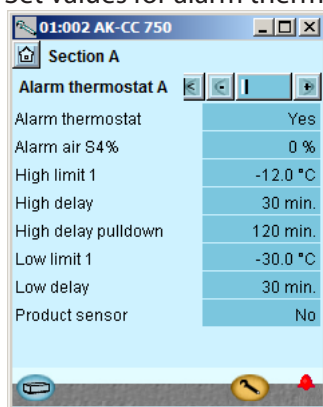 Set values for alarm therm
01:002 AK-CC 750
Section A
Alarm thermostat A
Alarm thermostat Yes
Alarm air S4% 0 %
High limit 1 -12.0 °C
High delay 30 min.
High delay pulldown 120 min.
Low limit 1 -30.0 °C
Low delay 30 min.
Product sensor No